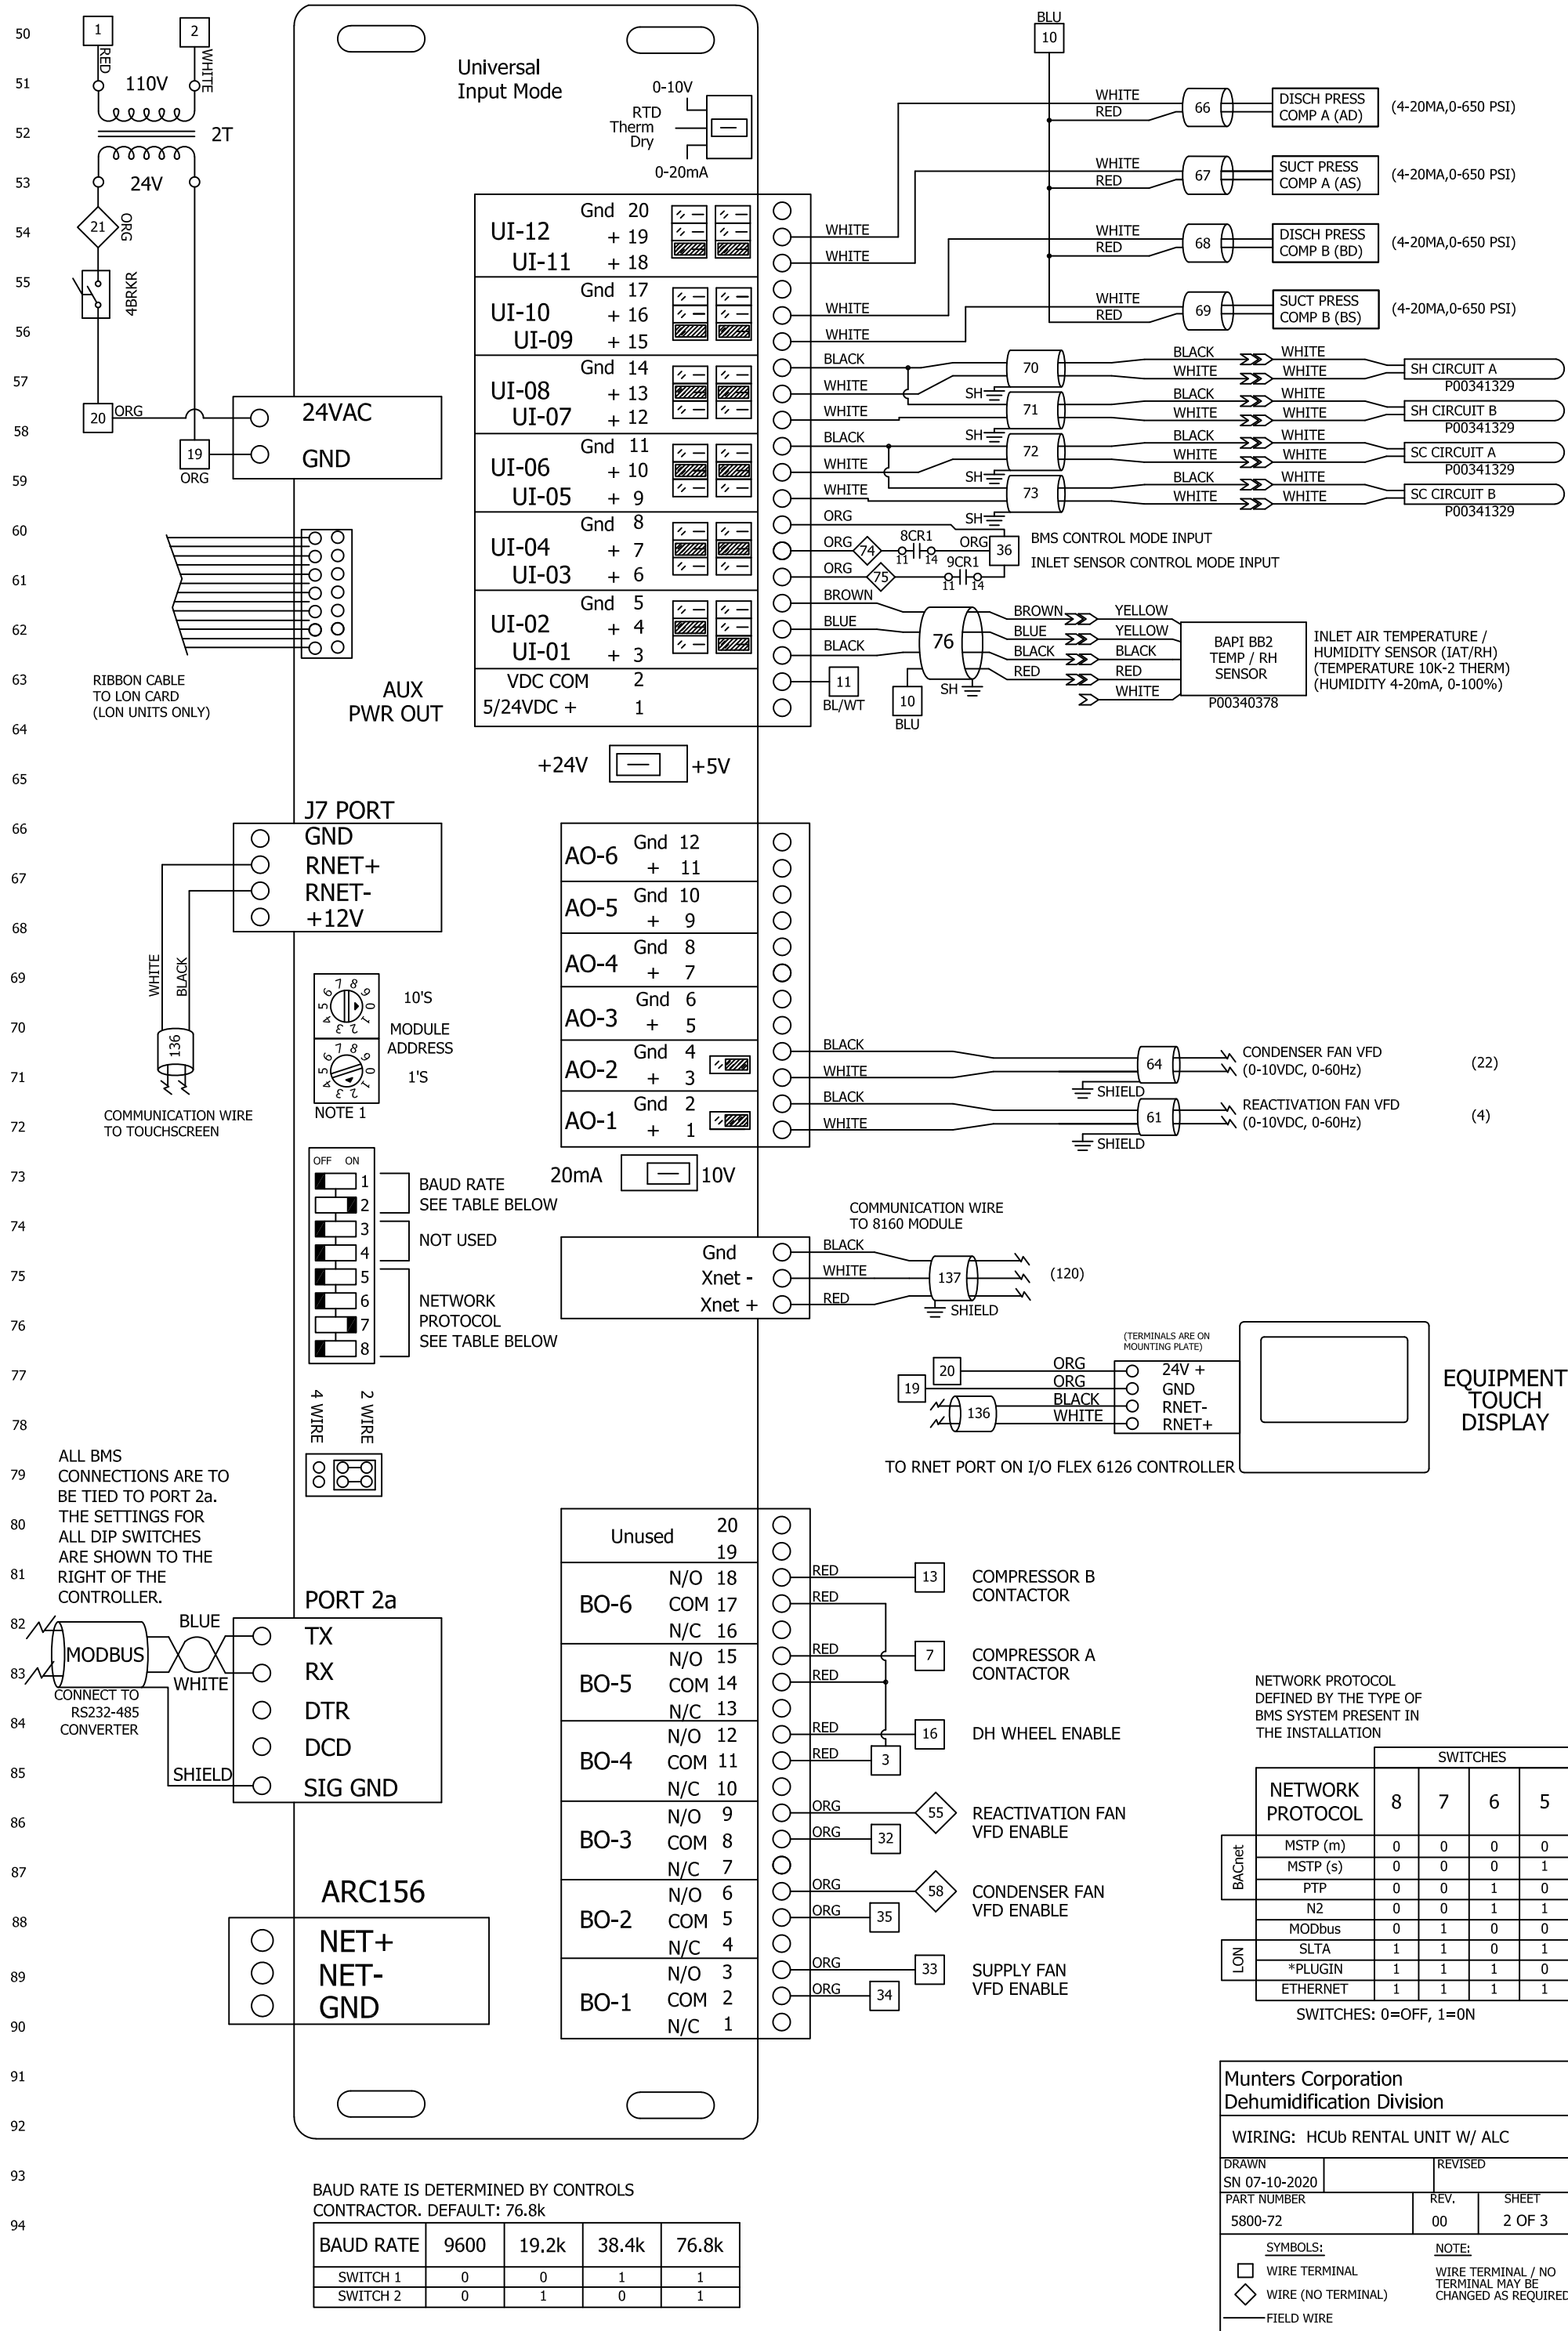 50
51
52
53
54
55
56
57
58
59
60
61
62
63
64
65
66
67
68
69
70
71
72
73
74
75
76
77
78
79
80
81
82
83
84
85
86
87
88
89
90
91
92
93
94
1
2
RED
WHITE
110V
2T
24V
21
ORG
4BRKR
20
ORG
19
ORG
24VAC
GND
RIBBON CABLE
TO LON CARD
(LON UNITS ONLY)
AUX
PWR OUT
Universal
Input Mode
0-10V
RTD
Therm
Dry
0-20mA
Gnd 20
UI-12 + 19
UI-11 + 18
Gnd 17
UI-10 + 16
UI-09 + 15
Gnd 14
UI-08 + 13
UI-07 + 12
Gnd 11
UI-06 + 10
UI-05 + 9
Gnd 8
UI-04 + 7
UI-03 + 6
Gnd 5
UI-02 + 4
UI-01 + 3
VDC COM 2
5/24VDC + 1
+24V
+5V
BLU
10
WHITE
RED
66
DISCH PRESS
COMP A (AD)
(4-20MA,0-650 PSI)
WHITE
RED
67
SUCT PRESS
COMP A (AS)
(4-20MA,0-650 PSI)
WHITE
WHITE
RED
68
DISCH PRESS
COMP B (BD)
(4-20MA,0-650 PSI)
WHITE
WHITE
WHITE
RED
69
SUCT PRESS
COMP B (BS)
(4-20MA,0-650 PSI)
WHITE
BLACK
WHITE
WHITE
70
SH
BLACK WHITE
WHITE WHITE
SH CIRCUIT A
P00341329
71
SH
BLACK WHITE
WHITE WHITE
SH CIRCUIT B
P00341329
BLACK
WHITE
WHITE
72
SH
BLACK WHITE
WHITE WHITE
SC CIRCUIT A
P00341329
73
SH
BLACK WHITE
WHITE WHITE
SC CIRCUIT B
P00341329
ORG
ORG
74
8CR1
11 14
ORG
36
BMS CONTROL MODE INPUT
ORG
75
9CR1
11 14
INLET SENSOR CONTROL MODE INPUT
BROWN
BLUE
BLACK
76
SH
10
BLU
11
BL/WT
BROWN YELLOW
BLUE YELLOW
BLACK BLACK
RED RED
WHITE
BAPI BB2
TEMP / RH
SENSOR
P00340378
INLET AIR TEMPERATURE /
HUMIDITY SENSOR (IAT/RH)
(TEMPERATURE 10K-2 THERM)
(HUMIDITY 4-20mA, 0-100%)
J7 PORT
GND
RNET+
RNET-
+12V
WHITE
BLACK
136
COMMUNICATION WIRE
TO TOUCHSCREEN
0 1 2 3 4 5 6 7 8 9
10'S
MODULE
ADDRESS
0 1 2 3 4 5 6 7 8 9
1'S
NOTE 1
AO-6 Gnd 12
+ 11
AO-5 Gnd 10
+ 9
AO-4 Gnd 8
+ 7
AO-3 Gnd 6
+ 5
AO-2 Gnd 4
+ 3
AO-1 Gnd 2
+ 1
20mA
10V
BLACK
WHITE
64
SHIELD
CONDENSER FAN VFD
(0-10VDC, 0-60Hz)
(22)
BLACK
WHITE
61
SHIELD
REACTIVATION FAN VFD
(0-10VDC, 0-60Hz)
(4)
OFF ON
1
2
3
4
5
6
7
8
BAUD RATE
SEE TABLE BELOW
NOT USED
NETWORK
PROTOCOL
SEE TABLE BELOW
COMMUNICATION WIRE
TO 8160 MODULE
Gnd
Xnet -
Xnet +
BLACK
WHITE
RED
137
SHIELD
(120)
(TERMINALS ARE ON
MOUNTING PLATE)
20
19
136
ORG
ORG
BLACK
WHITE
24V +
GND
RNET-
RNET+
EQUIPMENT
TOUCH
DISPLAY
TO RNET PORT ON I/O FLEX 6126 CONTROLLER
4 WIRE
2 WIRE
ALL BMS
CONNECTIONS ARE TO
BE TIED TO PORT 2a.
THE SETTINGS FOR
ALL DIP SWITCHES
ARE SHOWN TO THE
RIGHT OF THE
CONTROLLER.
MODBUS
BLUE
WHITE
CONNECT TO
RS232-485
CONVERTER
SHIELD
PORT 2a
TX
RX
DTR
DCD
SIG GND
ARC156
NET+
NET-
GND
Unused 20
19
N/O 18
BO-6 COM 17
N/C 16
N/O 15
BO-5 COM 14
N/C 13
N/O 12
BO-4 COM 11
N/C 10
N/O 9
BO-3 COM 8
N/C 7
N/O 6
BO-2 COM 5
N/C 4
N/O 3
BO-1 COM 2
N/C 1
RED
RED
13
COMPRESSOR B
CONTACTOR
RED
RED
7
COMPRESSOR A
CONTACTOR
RED
RED
16
DH WHEEL ENABLE
3
ORG
ORG
55
32
REACTIVATION FAN
VFD ENABLE
ORG
ORG
58
35
CONDENSER FAN
VFD ENABLE
ORG
ORG
33
34
SUPPLY FAN
VFD ENABLE
NETWORK PROTOCOL
DEFINED BY THE TYPE OF
BMS SYSTEM PRESENT IN
THE INSTALLATION
SWITCHES
NETWORK
PROTOCOL 8 7 6 5
BACnet
MSTP (m) 0 0 0 0
MSTP (s) 0 0 0 1
PTP 0 0 1 0
N2 0 0 1 1
MODbus 0 1 0 0
LON
SLTA 1 1 0 1
*PLUGIN 1 1 1 0
ETHERNET 1 1 1 1
SWITCHES: 0=OFF, 1=0N
BAUD RATE IS DETERMINED BY CONTROLS
CONTRACTOR. DEFAULT: 76.8k
BAUD RATE 9600 19.2k 38.4k 76.8k
SWITCH 1 0 0 1 1
SWITCH 2 0 1 0 1
Munters Corporation
Dehumidification Division
WIRING: HCUb RENTAL UNIT W/ ALC
DRAWN REVISED
SN 07-10-2020
PART NUMBER REV. SHEET
5800-72 00 2 OF 3
SYMBOLS:
WIRE TERMINAL
WIRE (NO TERMINAL)
FIELD WIRE
NOTE:
WIRE TERMINAL / NO
TERMINAL MAY BE
CHANGED AS REQUIRED